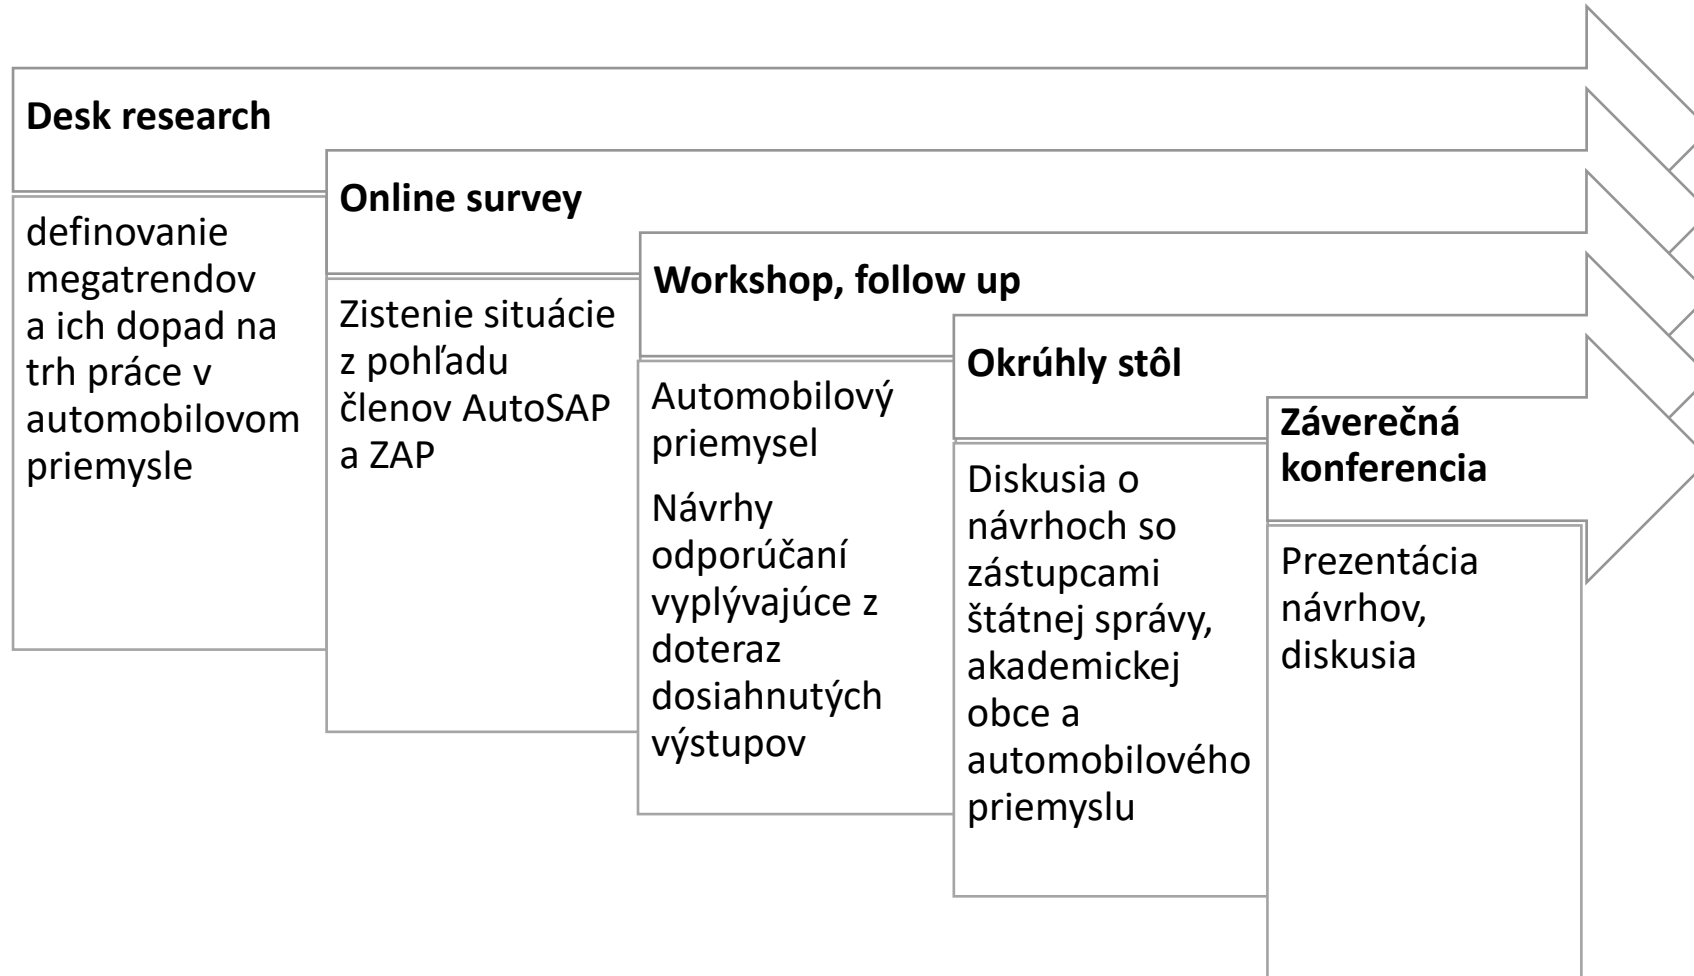 Desk research
definovanie
megatrendov
a ich dopad na
trh práce v
automobilovom
priemysle
Online survey
Zistenie situácie
z pohľadu
členov AutoSAP
a ZAP
Workshop, follow up
Automobilový
priemysel
Návrhy
odporúčaní
vyplývajúce z
doteraz
dosiahnutých
výstupov
Okrúhly stôl
Diskusia o
návrhoch so
zástupcami
štátnej správy,
akademickej
obce a
automobilového
priemyslu
Záverečná
konferencia
Prezentácia
návrhov,
diskusia